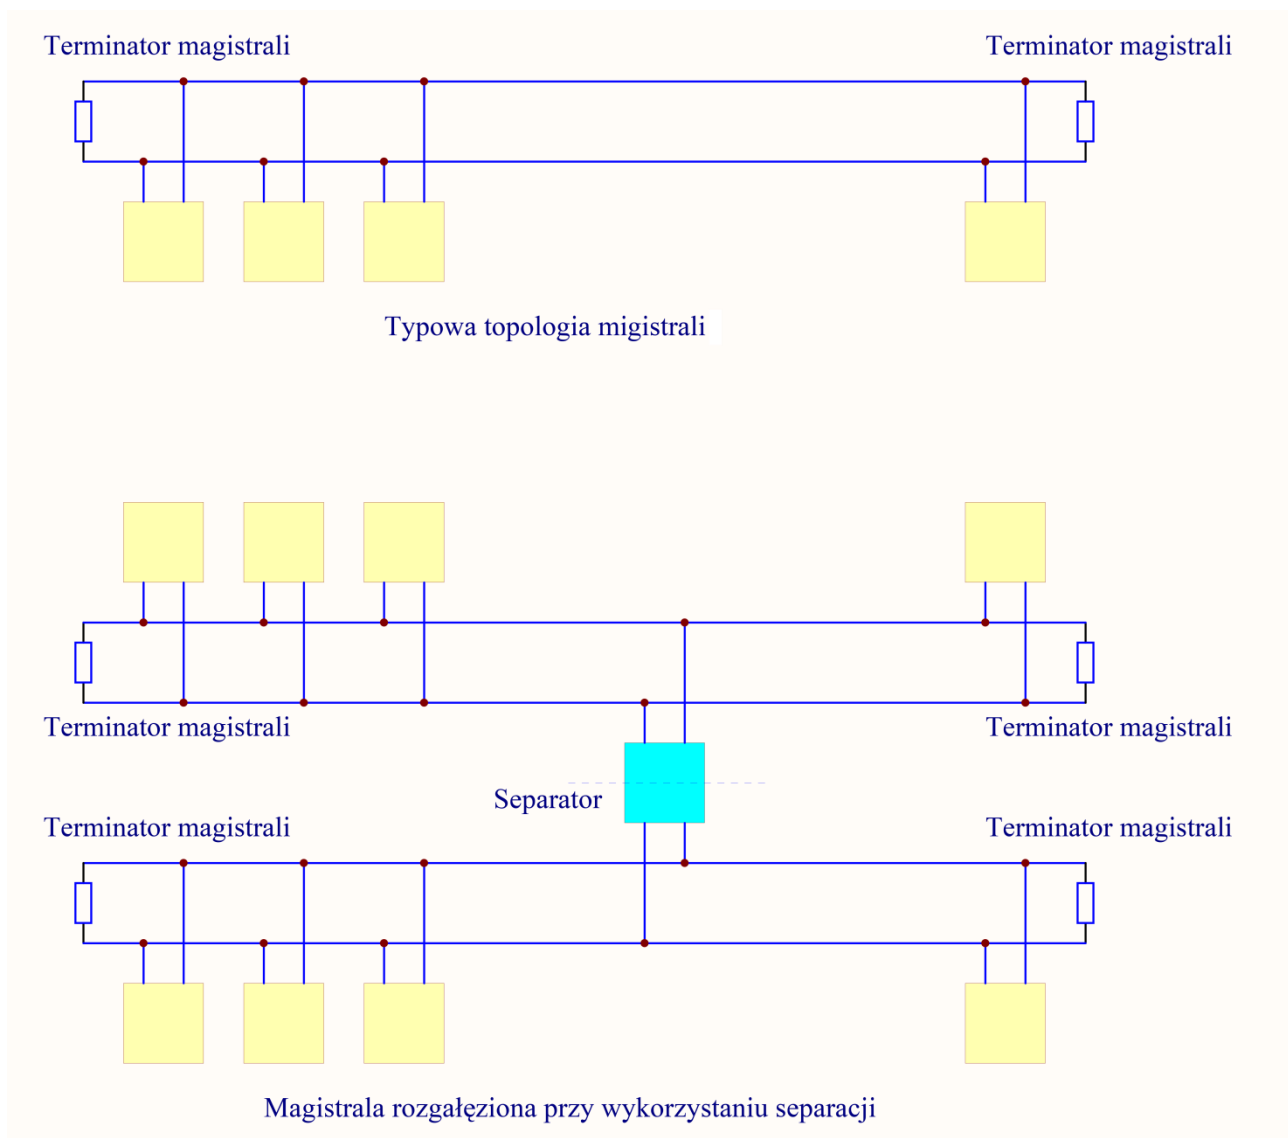 Terminator magistrali
Terminator magistrali
Typowa topologia migistrali
Terminator magistrali
Terminator magistrali
Separator
Terminator magistrali
Terminator magistrali
Magistrala rozgałęziona przy wykorzystaniu separacji